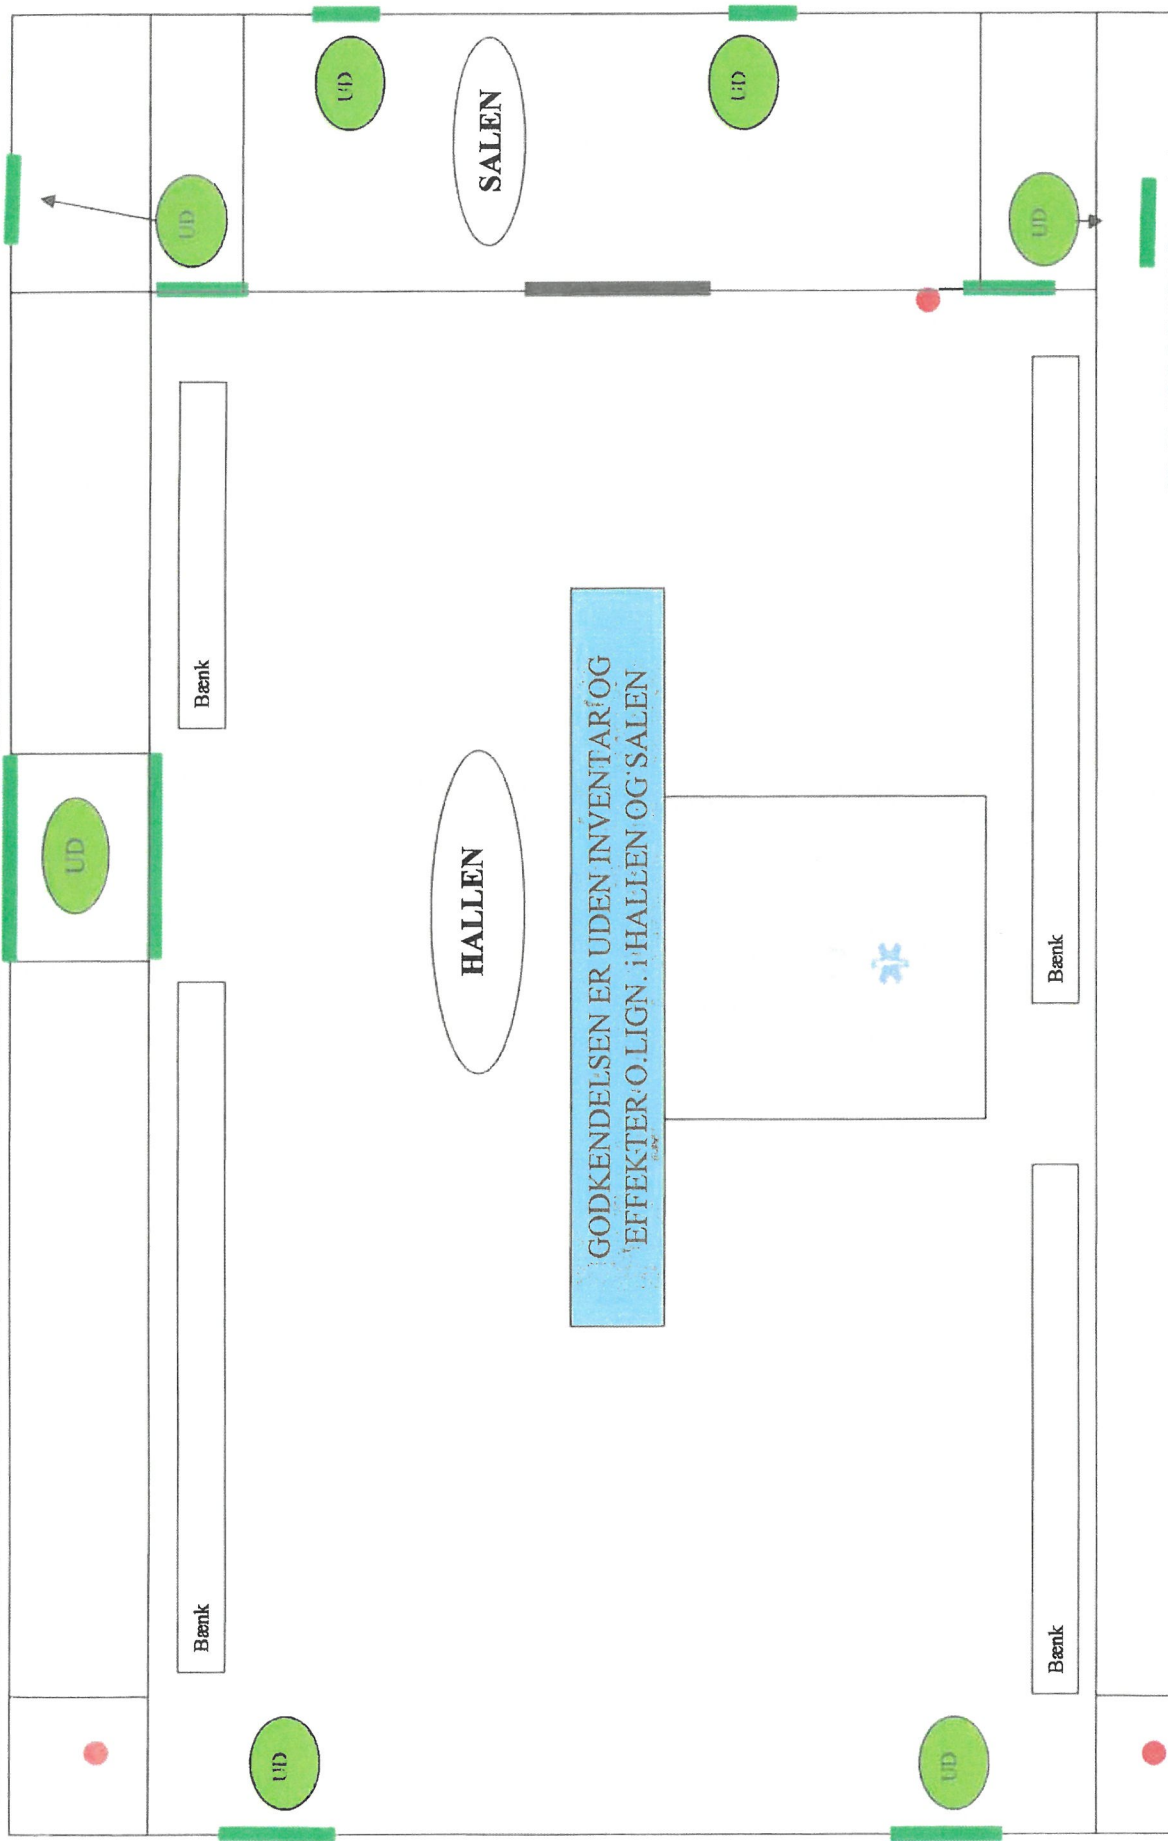 UD
UD
SALEN
UD
UD
UD
Bænk
UD
HALLEN
GODKENDELSEN ER UDEN INVENTAR OG
EFFEKTER O.LIGN. i HALLEN OG SALEN
Bænk
Bænk
Bænk
UD
UD